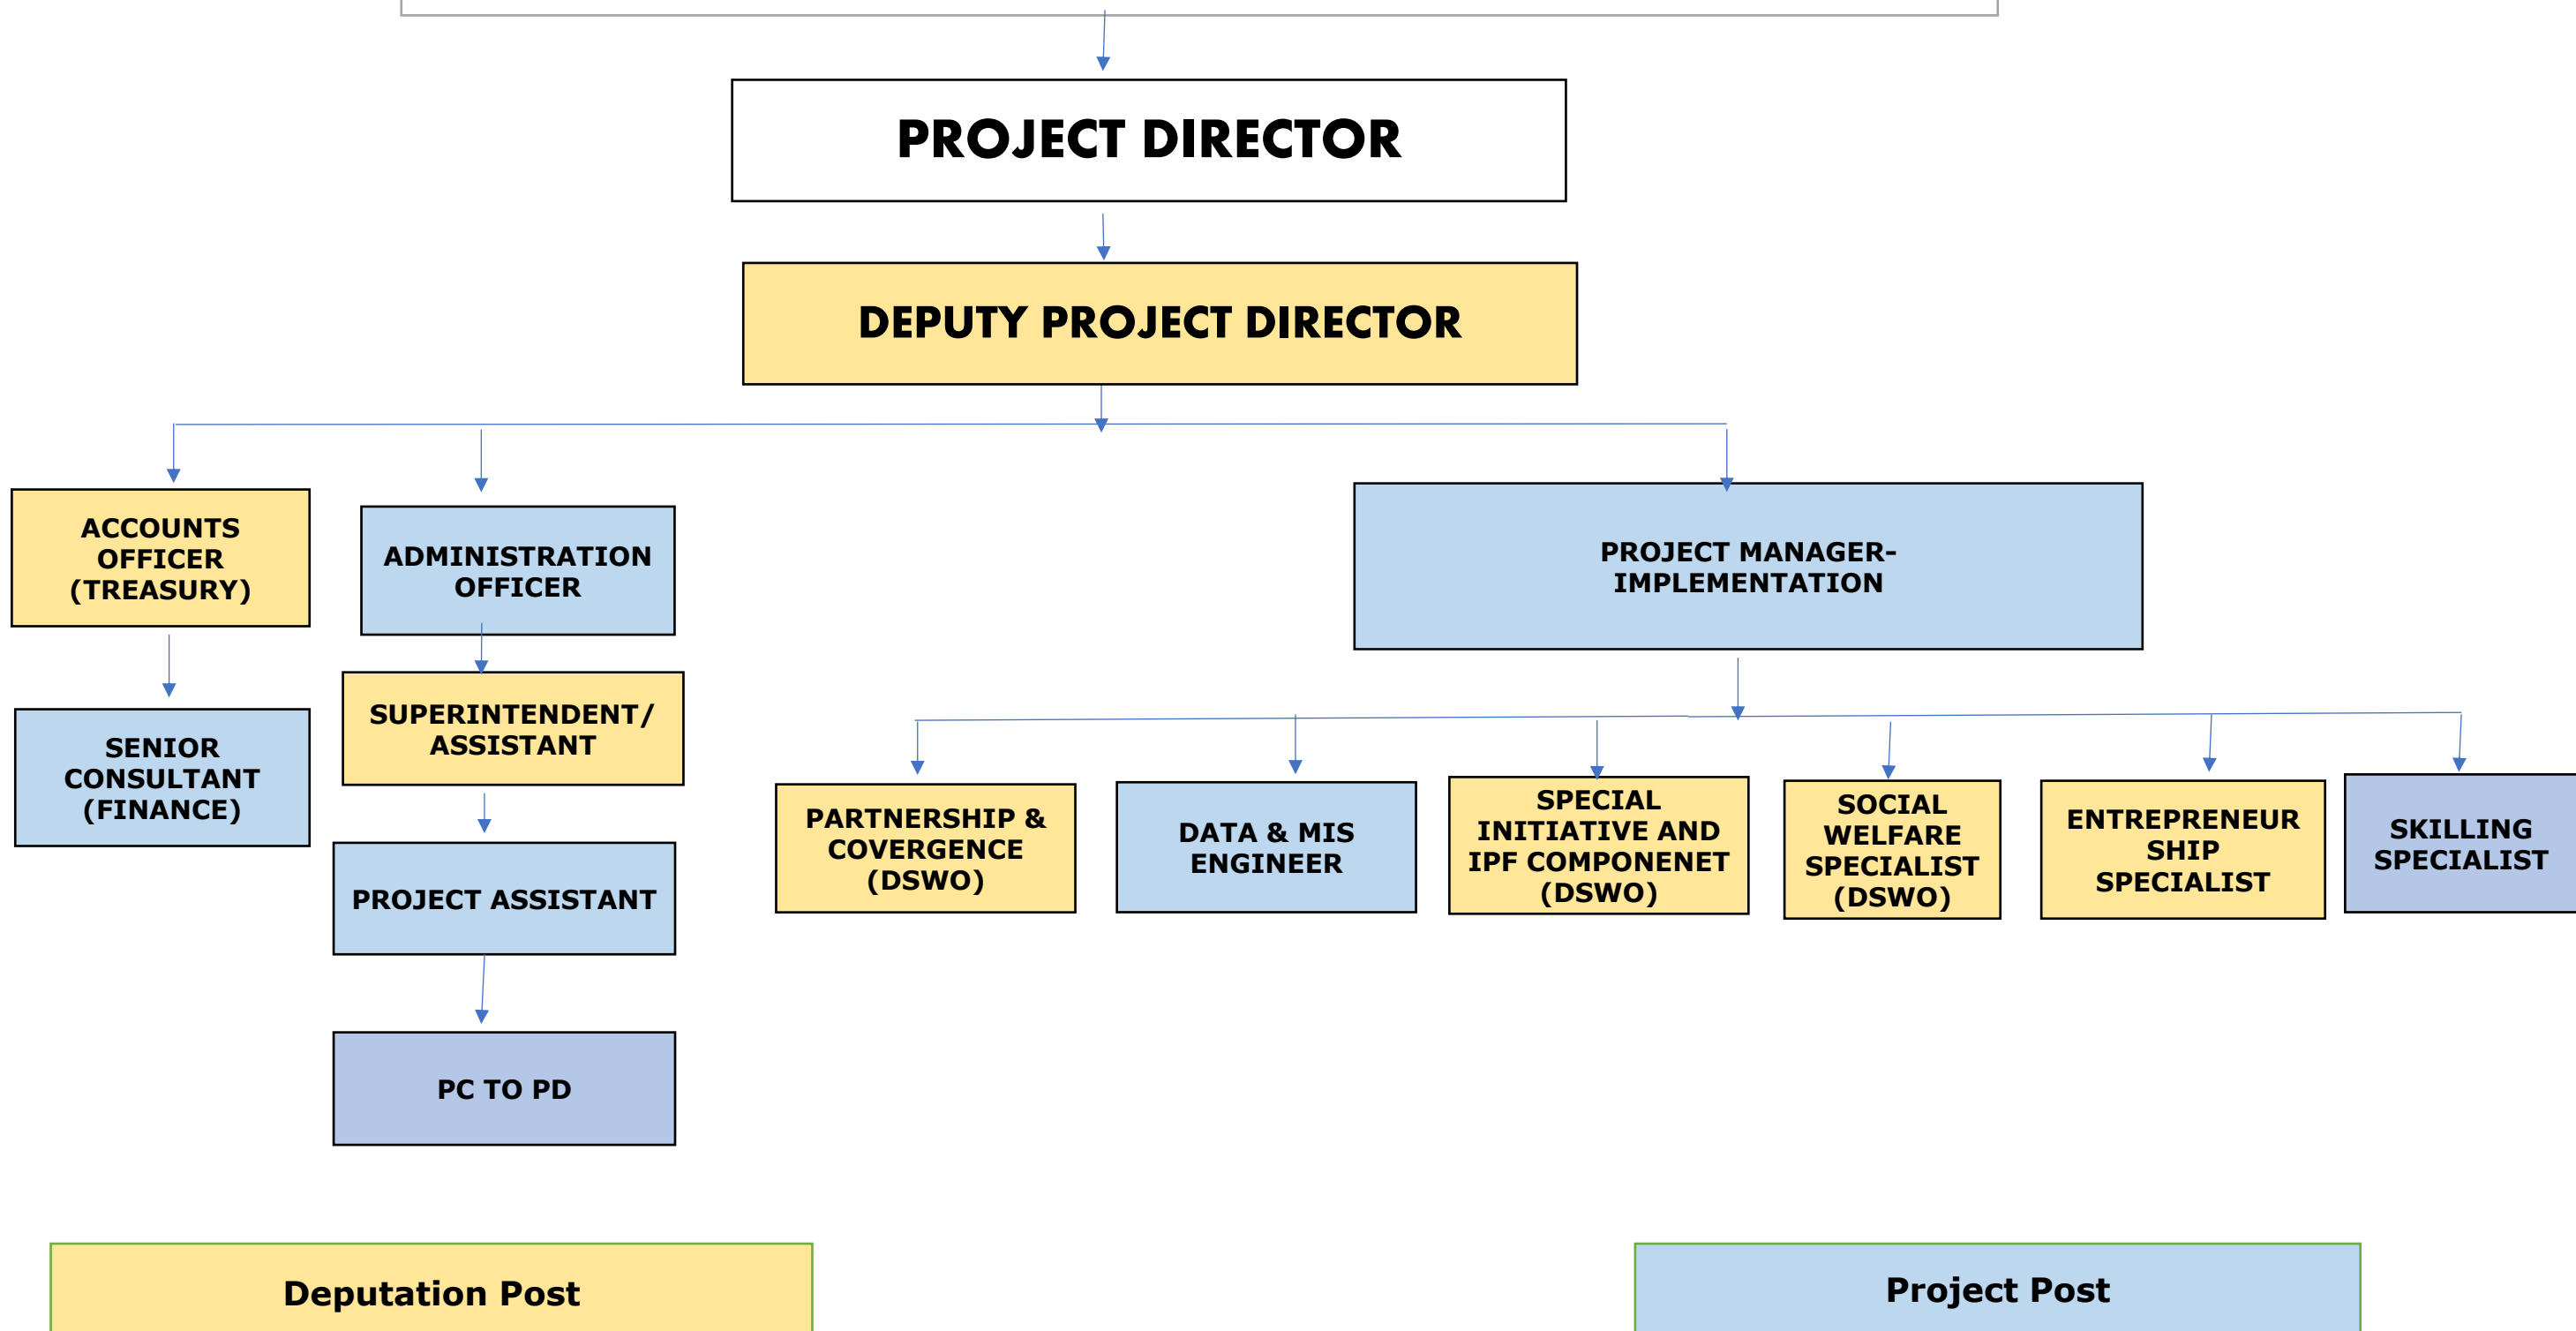 PROJECT DIRECTOR
DEPUTY PROJECT DIRECTOR
ACCOUNTS
OFFICER
(TREASURY)
ADMINISTRATION
OFFICER
PROJECT MANAGER-
IMPLEMENTATION
SENIOR
CONSULTANT
(FINANCE)
SUPERINTENDENT/
ASSISTANT
PROJECT ASSISTANT
PC TO PD
PARTNERSHIP &
COVERGENCE
(DSWO)
DATA & MIS
ENGINEER
SPECIAL
INITIATIVE AND
IPF COMPONENET
(DSWO)
SOCIAL
WELFARE
SPECIALIST
(DSWO)
ENTREPRENEUR
SHIP
SPECIALIST
SKILLING
SPECIALIST
Deputation Post
Project Post